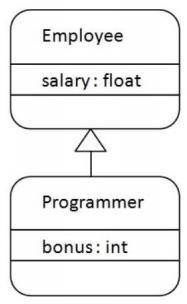 Employee
salary: float
Programmer
bonus: int